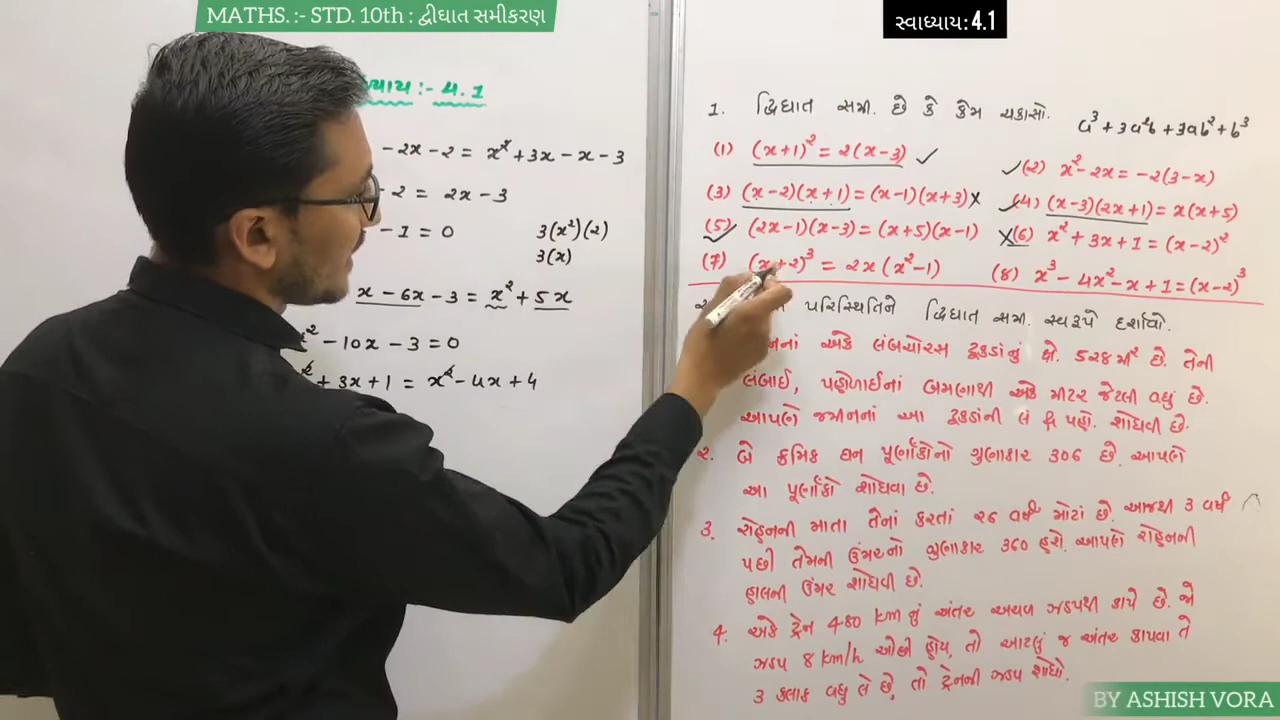 MATHS. :- STD. 10th : દ્વીઘાત સમીકરણ
સ્વાધ્યાય: 4.1
ધ્યાય :- ૫.1
- 2x - 2 = x² + 3x - x - 3
- 2 = 2x - 3
- 1 = 0
3(x²)(2)
3(x)
x - 6x - 3 = x² + 5x
- 10x - 3 = 0
+ 3x + 1 = x² - 4x + 4
1. દ્વિઘાત સમી. છે કે કેમ ચકાસો.
a³ + 3a²b + 3ab² + b³
(1) (x+1)² = 2(x-3) ✓
✓(2) x² - 2x = -2(3-x)
(3) (x-2)(x+1) = (x-1)(x+3) x
✓(4) (x-3)(2x+1) = x(x+5)
(5) (2x-1)(x-3) = (x+5)(x-1)
x(6) x² + 3x + 1 = (x-2)²
(7) (x+2)³ = 2x(x²-1)
(8) x³ - 4x² - x + 1 = (x-2)³
પરિસ્થિતિને દ્વિઘાત સમી. સ્વરૂપે દર્શાવો.
નનાં એક લંબચોરસ ટૂકડાંનું ક્ષે. 528 મી² છે. તેની
લંબાઈ, પહોળાઈનાં બમણાથી એક મીટર જેટલી વધું છે.
આપણે જમીનનાં આ ટૂકડાંની લં & પહો. શોધવી છે.
૨. બે ક્રમિક ધન પૂર્ણાંકોનો ગુણાકાર 306 છે. આપણે
આ પૂર્ણાંકો શોધવા છે.
3. રોહનની માતા તેનાં કરતાં ૨૬ વર્ષ મોટાં છે. આજથી 3 વર્ષ
પછી તેમની ઉંમરનો ગુણાકાર 360 હશે. આપણે રોહનની
હાલની ઉંમર શોધવી છે.
4. એક ટ્રેન 480 km નું અંતર અચળ ઝડપથી કાપે છે. જો
ઝડપ 8 km/h ઓછી હોય, તો આટલું જ અંતર કાપવા તે
3 કલાક વધુ લે છે, તો ટ્રેનની ઝડપ શોધો.
BY ASHISH VORA